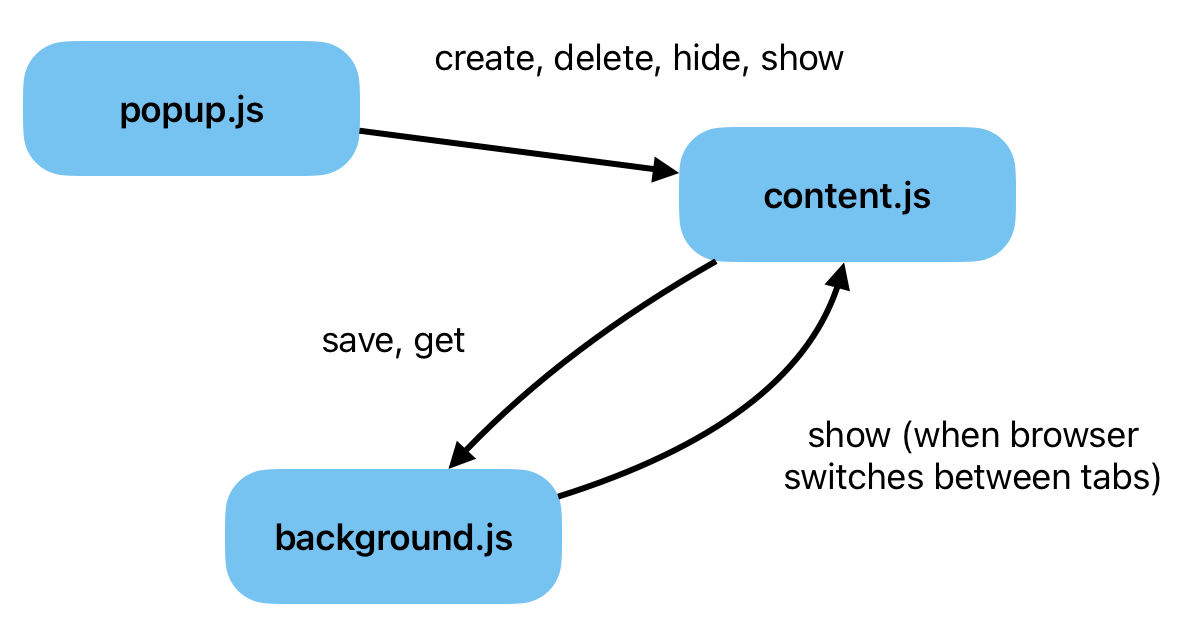 create, delete, hide, show
popup.js
content.js
save, get
show (when browser
switches between tabs)
background.js